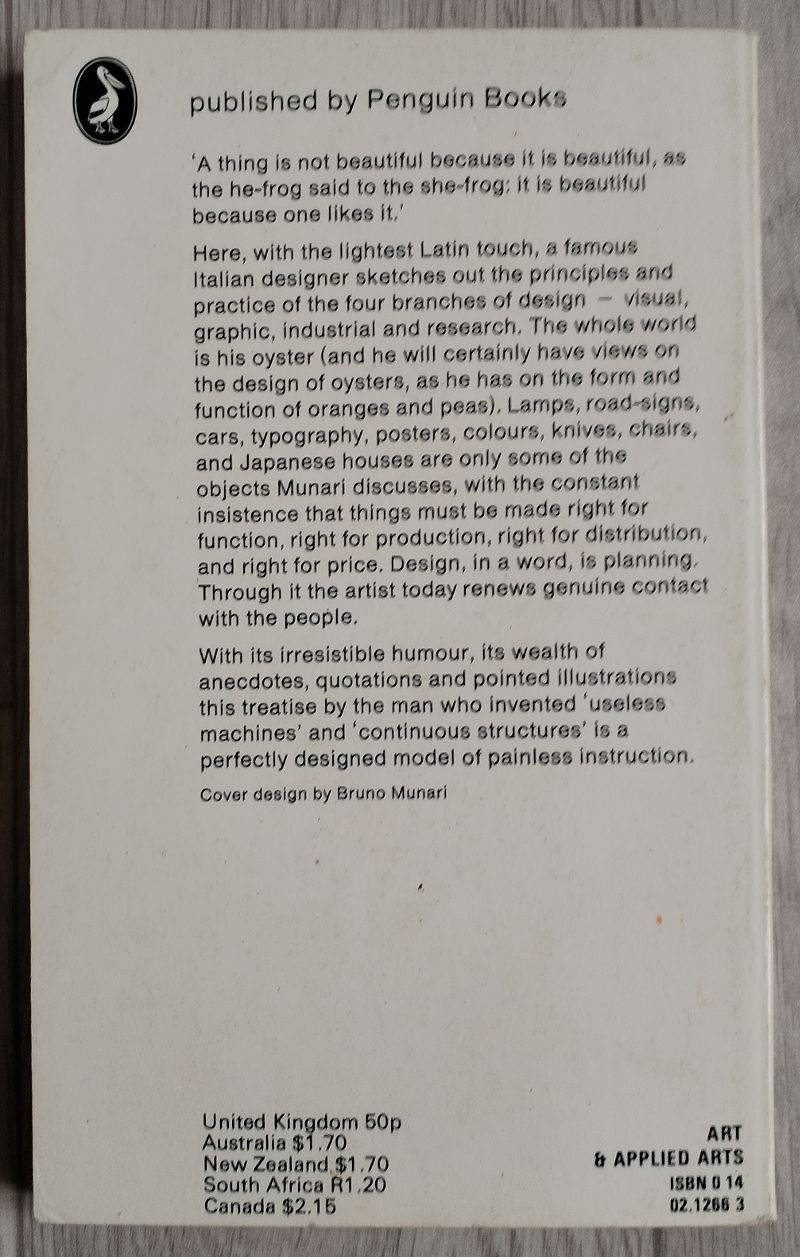 published by Penguin Books
'A thing is not beautiful because it is beautiful, as
the he-frog said to the she-frog: it is beautiful
because one likes it.'
Here, with the lightest Latin touch, a famous
Italian designer sketches out the principles and
practice of the four branches of design – visual,
graphic, industrial and research. The whole world
is his oyster (and he will certainly have views on
the design of oysters, as he has on the form and
function of oranges and peas). Lamps, road-signs,
cars, typography, posters, colours, knives, chairs,
and Japanese houses are only some of the
objects Munari discusses, with the constant
insistence that things must be made right for
function, right for production, right for distribution,
and right for price. Design, in a word, is planning.
Through it the artist today renews genuine contact
with the people.
With its irresistible humour, its wealth of
anecdotes, quotations and pointed illustrations
this treatise by the man who invented 'useless
machines' and 'continuous structures' is a
perfectly designed model of painless instruction.
Cover design by Bruno Munari
United Kingdom 50p
Australia $1.70
New Zealand $1.70
South Africa R1.20
Canada $2.15
ART
& APPLIED ARTS
ISBN 0 14
02.1266 3